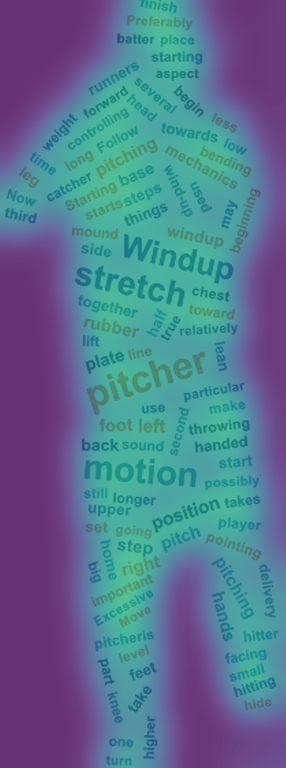 finish
Preferably
batter place
starting
aspect
runners
several
begin
less
weight
forward
head
controlling
towards
low
time
long
Follow
bending
leg
catcher
pitching
mechanics
Starting
base
wind-up
used
Now
starts
steps
may
beginning
third
things
mound
windup
side
Windup
stretch
chest
together
half
toward
rubber
true
relatively
lift
lean
plate
line
pitcher
particular
use
make
foot left
second
throwing
back
sound
handed
motion
start
possibly
still
longer
upper
position
takes
set
going
player
step
pitch
pointing
home
big
right
pitching
delivery
important
Excessive
Move
hands
pitcheris
hitter
level
facing
part
feet
small
knee
take
hitting
hide
one
higher
turn